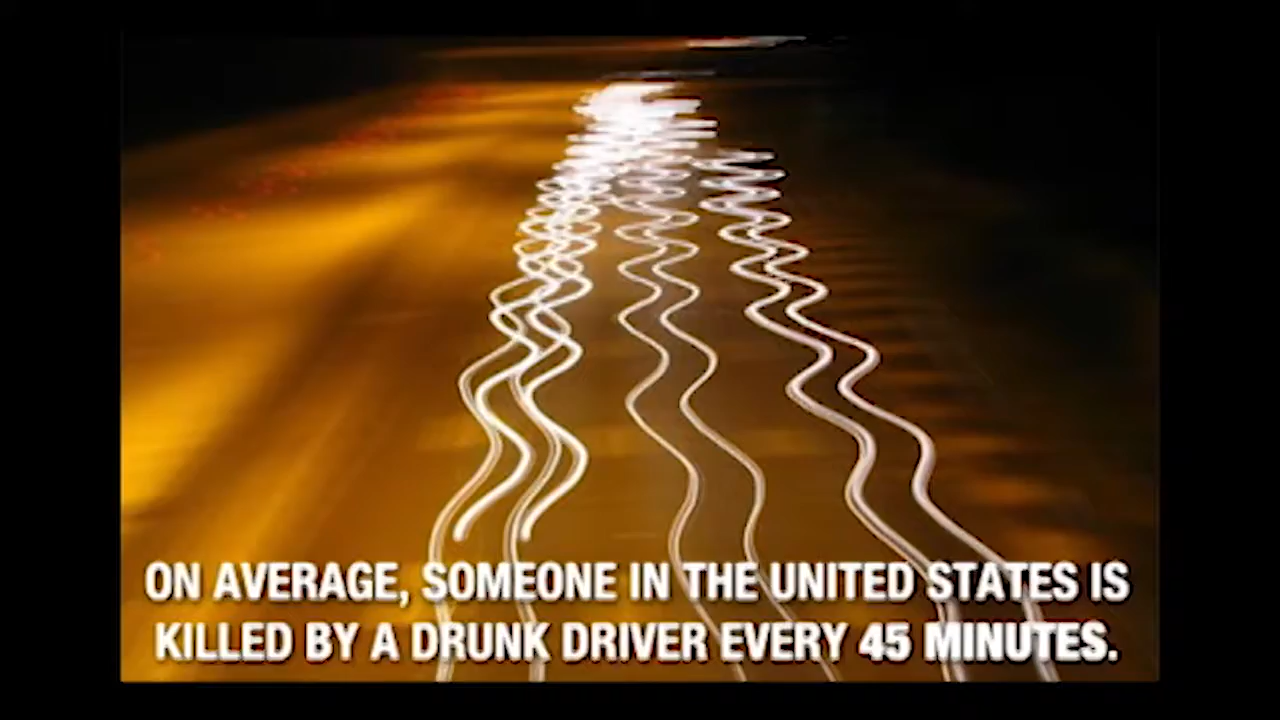 ON AVERAGE, SOMEONE IN THE UNITED STATES IS
KILLED BY A DRUNK DRIVER EVERY 45 MINUTES.